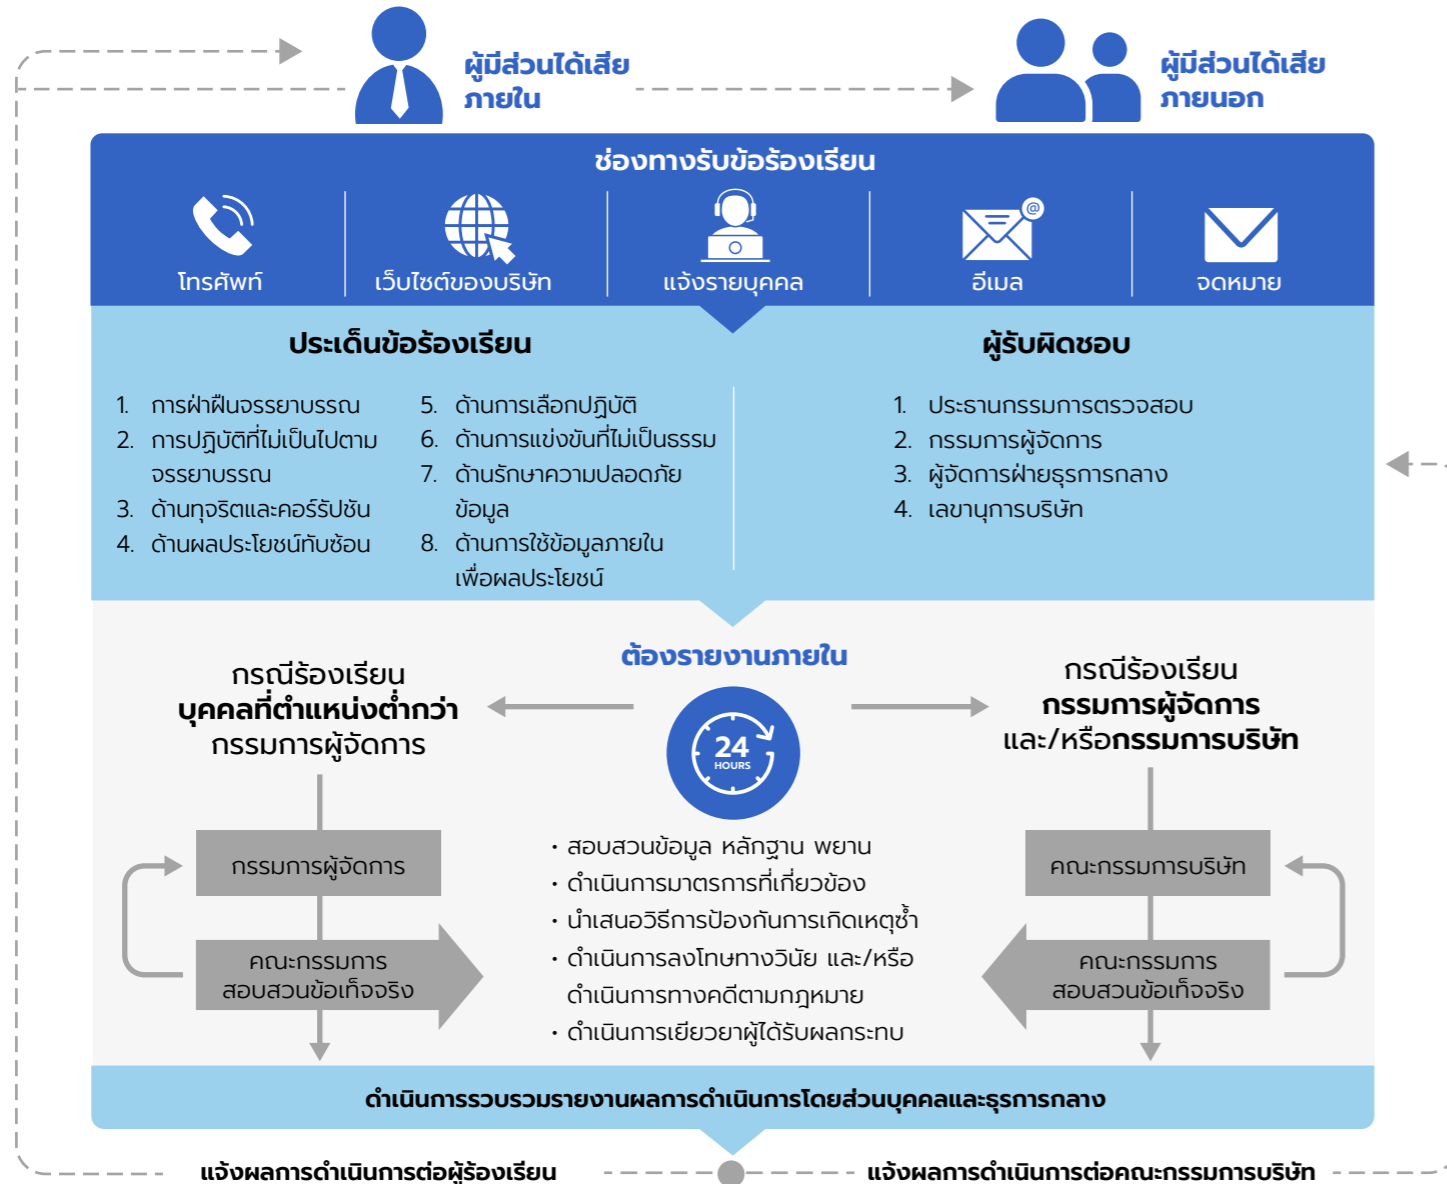 ผู้มีส่วนได้เสีย
ภายใน
ผู้มีส่วนได้เสีย
ภายนอก
ช่องทางรับข้อร้องเรียน
โทรศัพท์
เว็บไซต์ของบริษัท
แจ้งรายบุคคล
@
อีเมล
จดหมาย
ประเด็นข้อร้องเรียน
1. การฝ่าฝืนจรรยาบรรณ
2. การปฏิบัติที่ไม่เป็นไปตาม
จรรยาบรรณ
3. ด้านทุจริตและคอร์รัปชัน
4. ด้านผลประโยชน์ทับซ้อน
5. ด้านการเลือกปฏิบัติ
6. ด้านการแข่งขันที่ไม่เป็นธรรม
7. ด้านรักษาความปลอดภัย
ข้อมูล
8. ด้านการใช้ข้อมูลภายใน
เพื่อผลประโยชน์
ผู้รับผิดชอบ
1. ประธานกรรมการตรวจสอบ
2. กรรมการผู้จัดการ
3. ผู้จัดการฝ่ายธุรการกลาง
4. เลขานุการบริษัท
ต้องรายงานภายใน
24
HOURS
กรณีร้องเรียน
บุคคลที่ตำแหน่งต่ำกว่า
กรรมการผู้จัดการ
กรรมการผู้จัดการ
คณะกรรมการ
สอบสวนข้อเท็จจริง
• สอบสวนข้อมูล หลักฐาน พยาน
• ดำเนินการมาตรการที่เกี่ยวข้อง
• นำเสนอวิธีการป้องกันการเกิดเหตุซ้ำ
• ดำเนินการลงโทษทางวินัย และ/หรือ
ดำเนินการทางคดีตามกฎหมาย
• ดำเนินการเยียวยาผู้ได้รับผลกระทบ
กรณีร้องเรียน
กรรมการผู้จัดการ
และ/หรือกรรมการบริษัท
คณะกรรมการบริษัท
คณะกรรมการ
สอบสวนข้อเท็จจริง
ดำเนินการรวบรวมรายงานผลการดำเนินการโดยส่วนบุคคลและธุรการกลาง
แจ้งผลการดำเนินการต่อผู้ร้องเรียน
แจ้งผลการดำเนินการต่อคณะกรรมการบริษัท